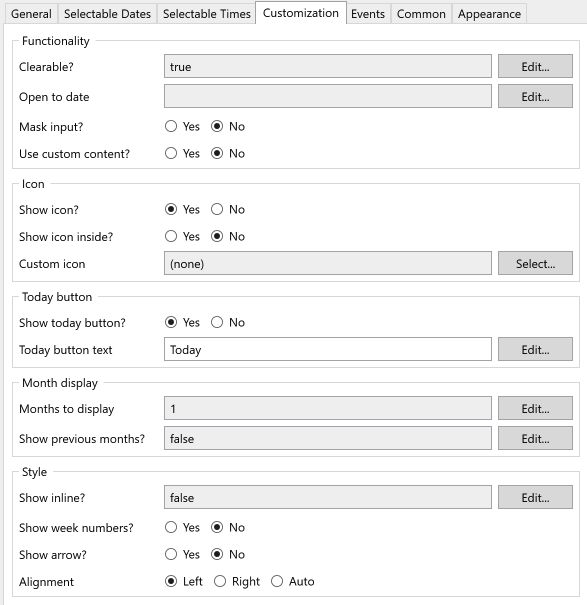 General Selectable Dates Selectable Times Customization Events Common Appearance
Functionality
Clearable? true Edit...
Open to date Edit...
Mask input? Yes No
Use custom content? Yes No
Icon
Show icon? Yes No
Show icon inside? Yes No
Custom icon (none) Select...
Today button
Show today button? Yes No
Today button text Today Edit...
Month display
Months to display 1 Edit...
Show previous months? false Edit...
Style
Show inline? false Edit...
Show week numbers? Yes No
Show arrow? Yes No
Alignment Left Right Auto